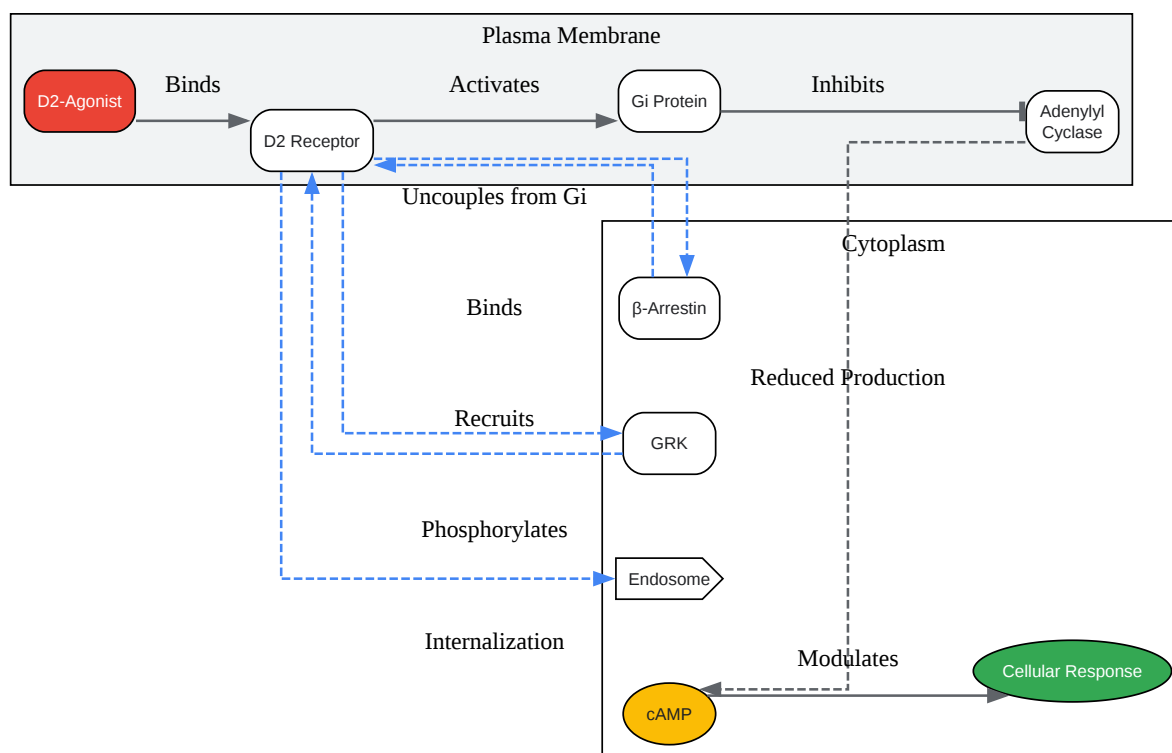 Plasma Membrane
Binds
Activates
Inhibits
D2-Agonist
Gi Protein
Adenylyl
Cyclase
D2 Receptor
Uncouples from Gi
Cytoplasm
Binds
β-Arrestin
Reduced Production
Recruits
GRK
Phosphorylates
Endosome
Internalization
Modulates
Cellular Response
cAMP